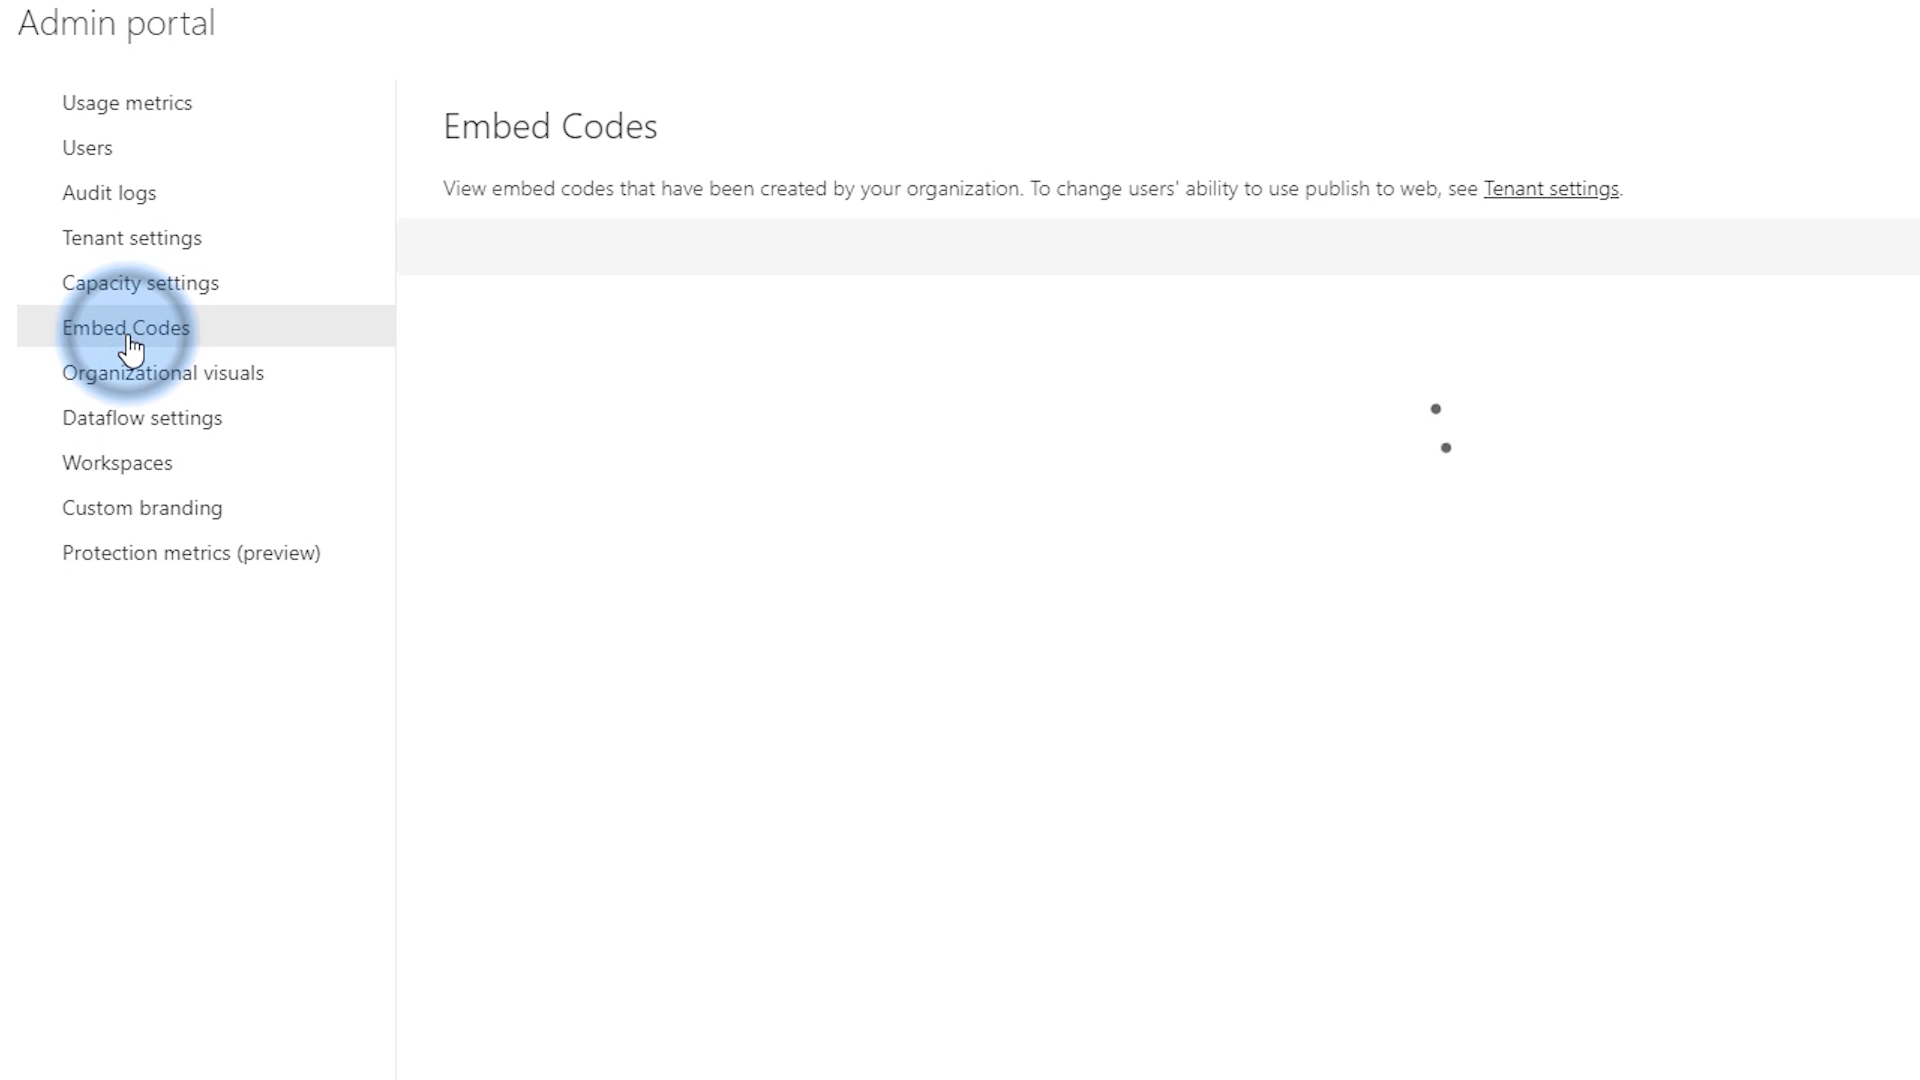 Admin portal
Usage metrics
Users
Audit logs
Tenant settings
Capacity settings
Embed Codes
Organizational visuals
Dataflow settings
Workspaces
Custom branding
Protection metrics (preview)
Embed Codes
View embed codes that have been created by your organization. To change users' ability to use publish to web, see Tenant settings.